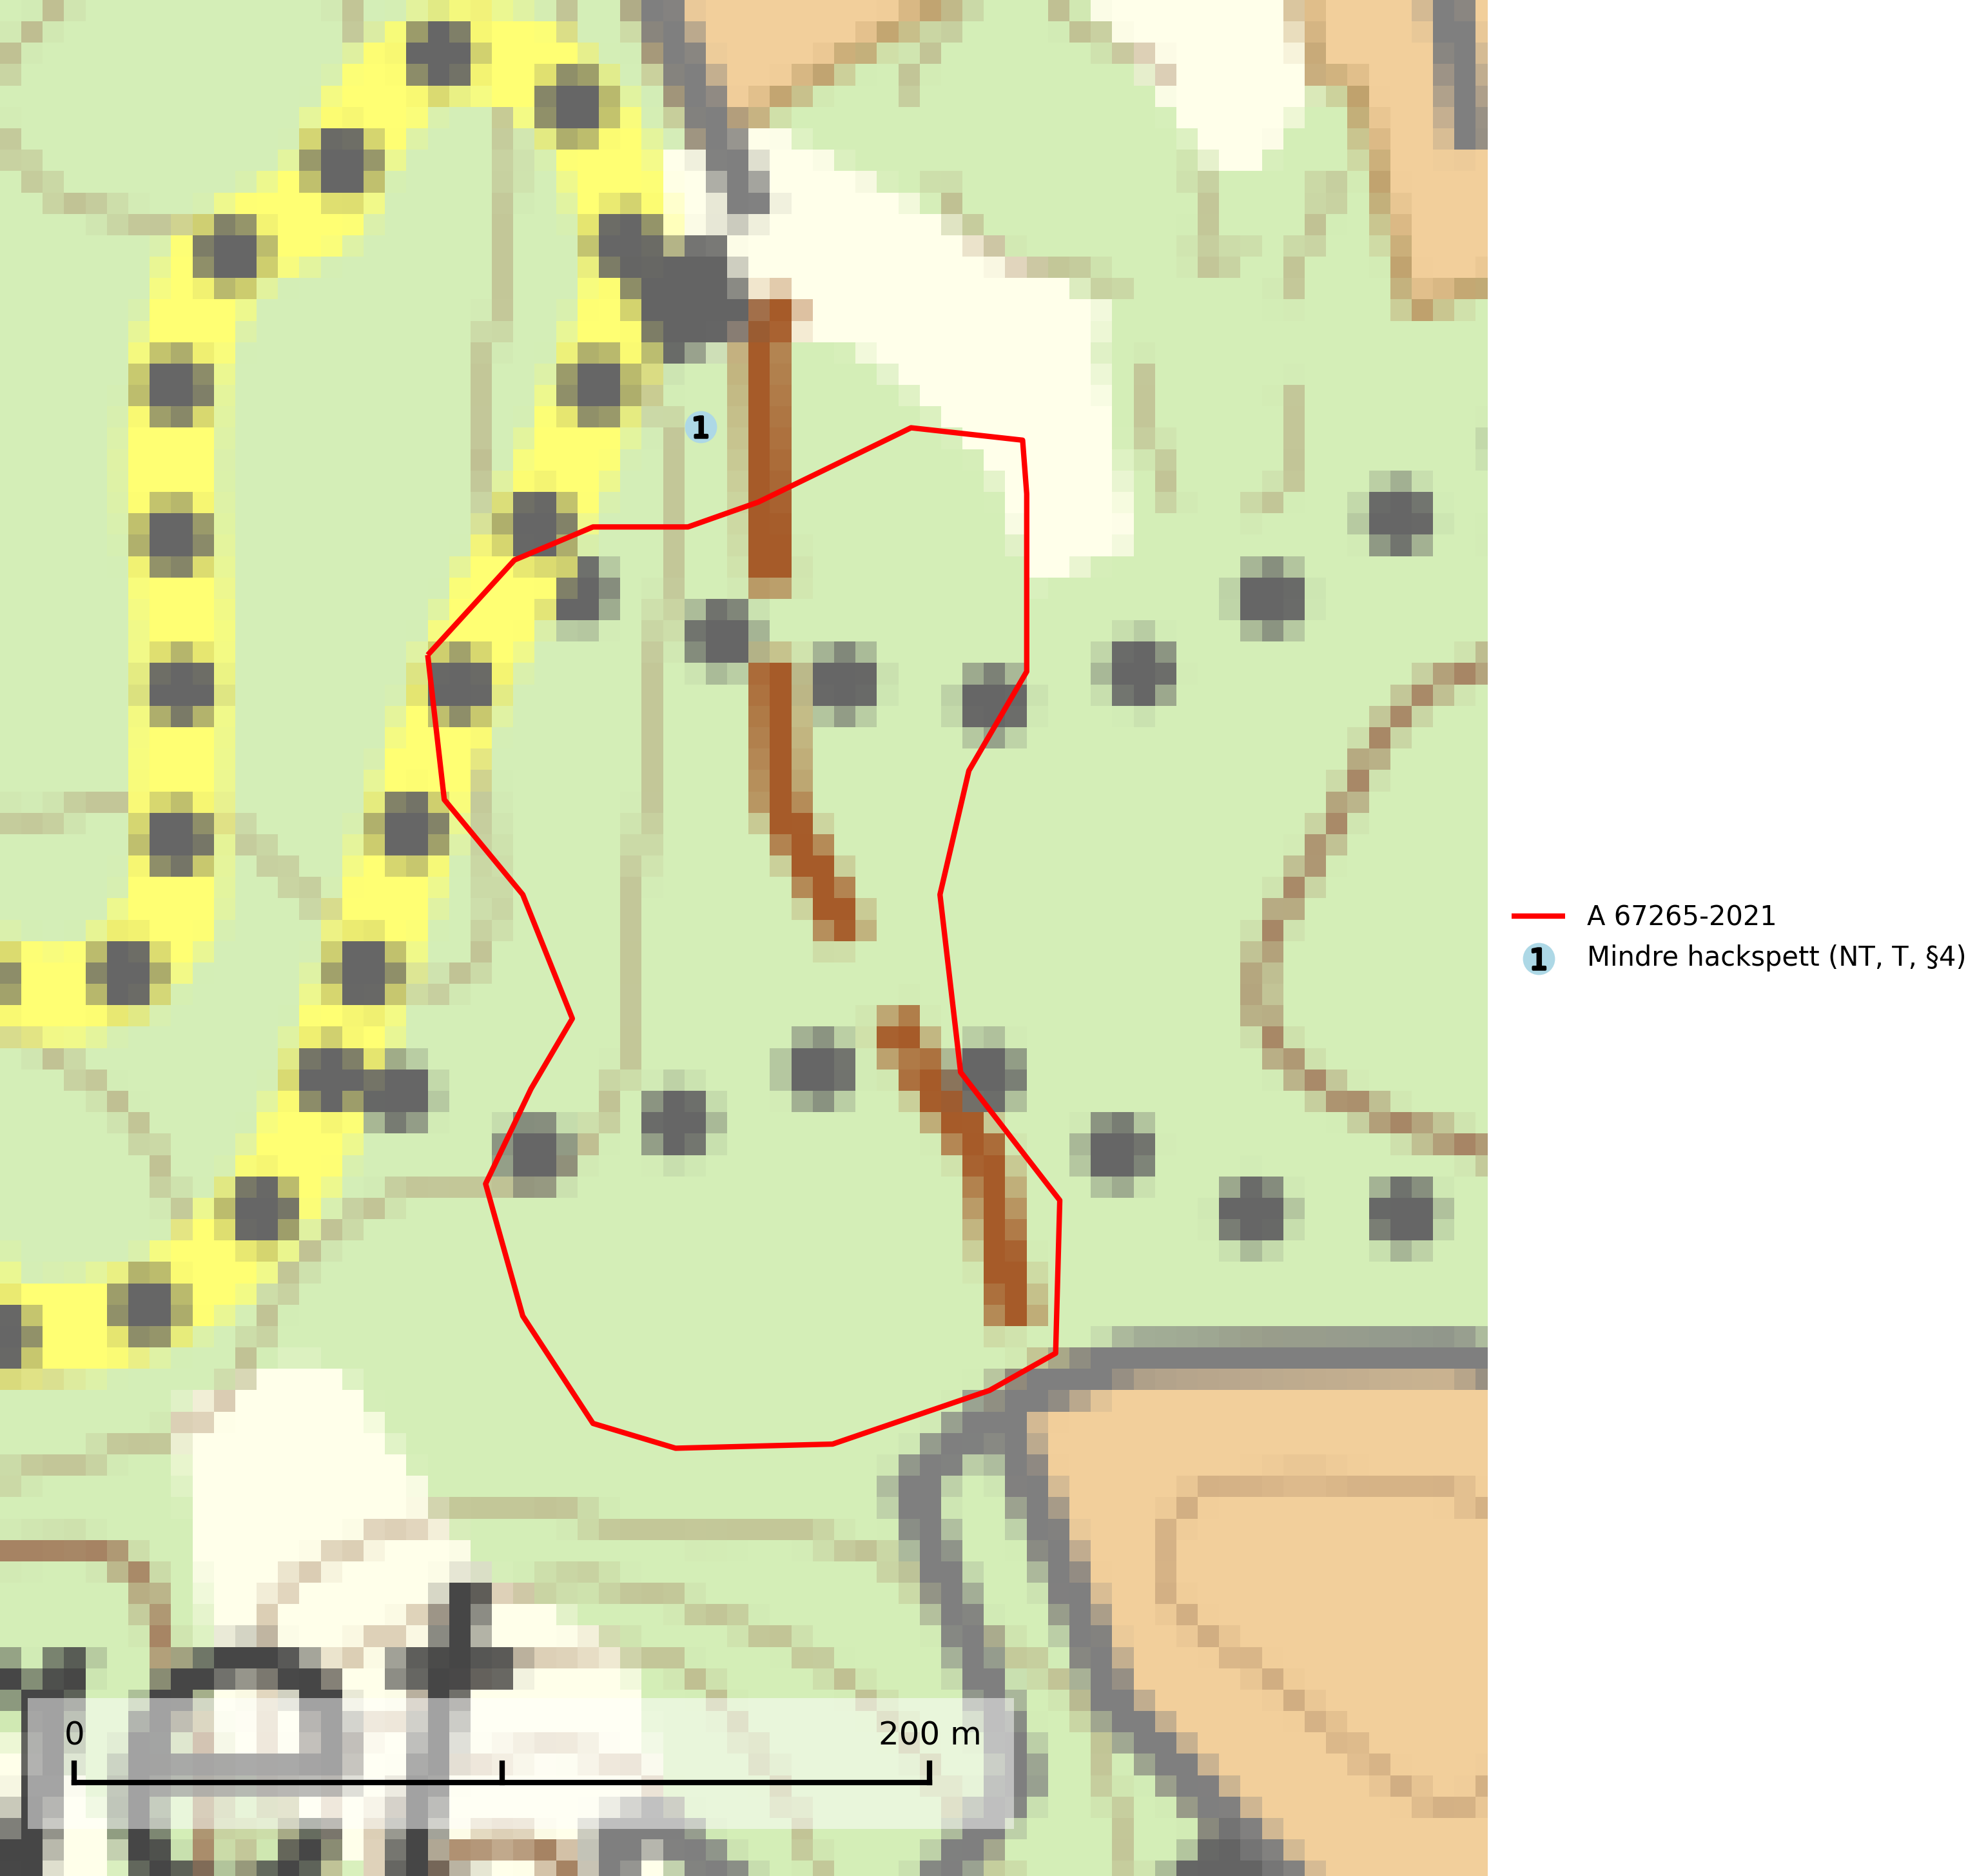 1
A 67265-2021
1 Mindre hackspett (NT, T, §4)
0 200 m